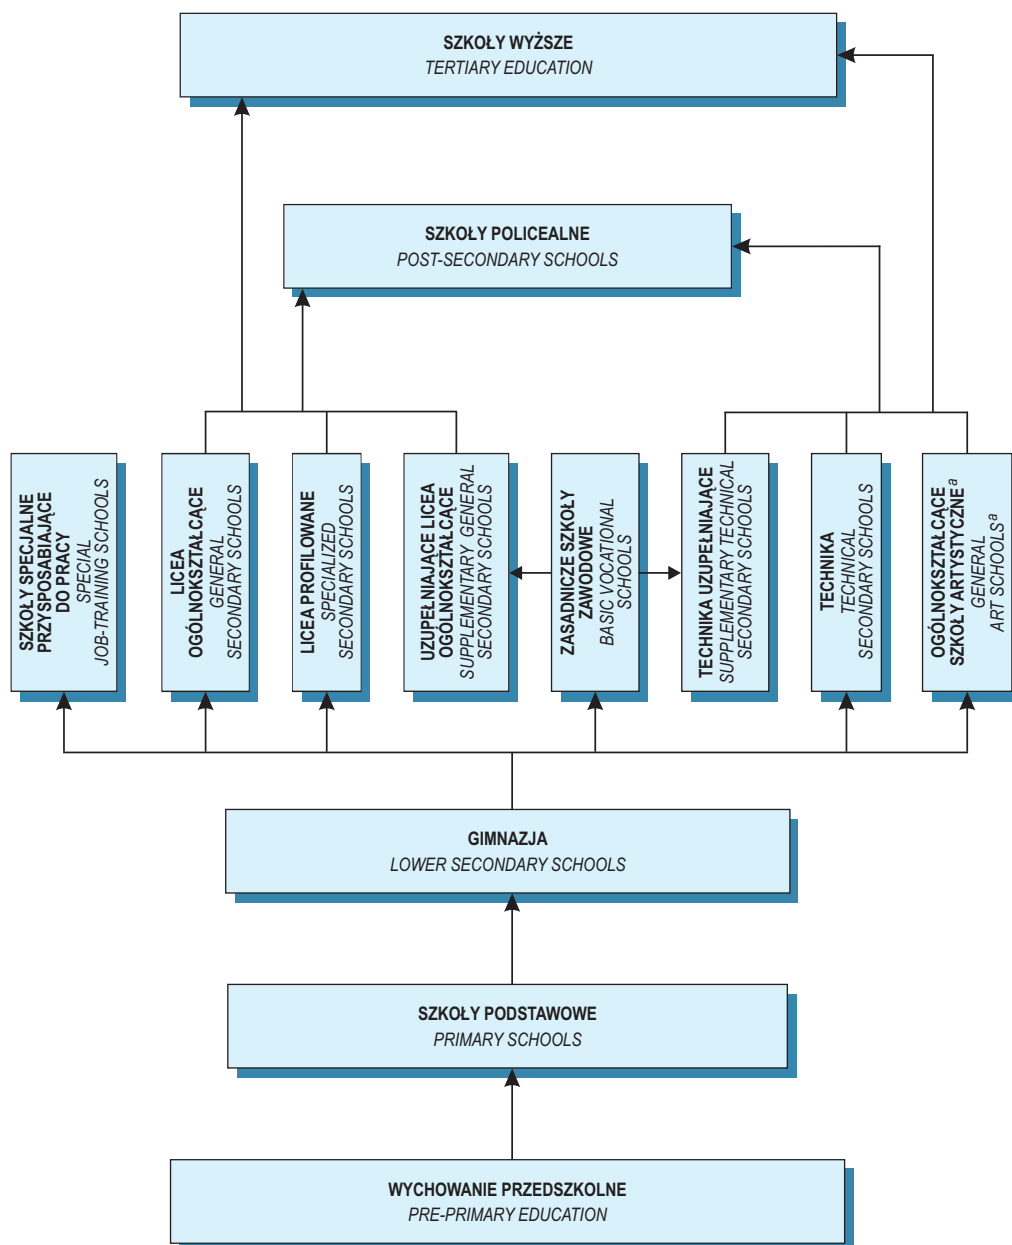 SZKOŁY WYŻSZE
TERTIARY EDUCATION
SZKOŁY POLICEALNE
POST-SECONDARY SCHOOLS
SZKOŁY SPECJALNE
PRZYSPOSABIAJĄCE
DO PRACY
SPECIAL
JOB-TRAINING SCHOOLS
LICEA
OGÓLNOKSZTAŁCĄCE
GENERAL
SECONDARY SCHOOLS
LICEA PROFILOWANE
SPECIALIZED
SECONDARY SCHOOLS
UZUPEŁNIAJĄCE LICEA
OGÓLNOKSZTAŁCĄCE
SUPPLEMENTARY GENERAL
SECONDARY SCHOOLS
ZASADNICZE SZKOŁY
ZAWODOWE
BASIC VOCATIONAL
SCHOOLS
TECHNIKA UZUPEŁNIAJĄCE
SUPPLEMENTARY TECHNICAL
SECONDARY SCHOOLS
TECHNIKA
TECHNICAL
SECONDARY SCHOOLS
OGÓLNOKSZTAŁCĄCE
SZKOŁY ARTYSTYCZNE a
GENERAL
ART SCHOOLS a
GIMNAZJA
LOWER SECONDARY SCHOOLS
SZKOŁY PODSTAWOWE
PRIMARY SCHOOLS
WYCHOWANIE PRZEDSZKOLNE
PRE-PRIMARY EDUCATION